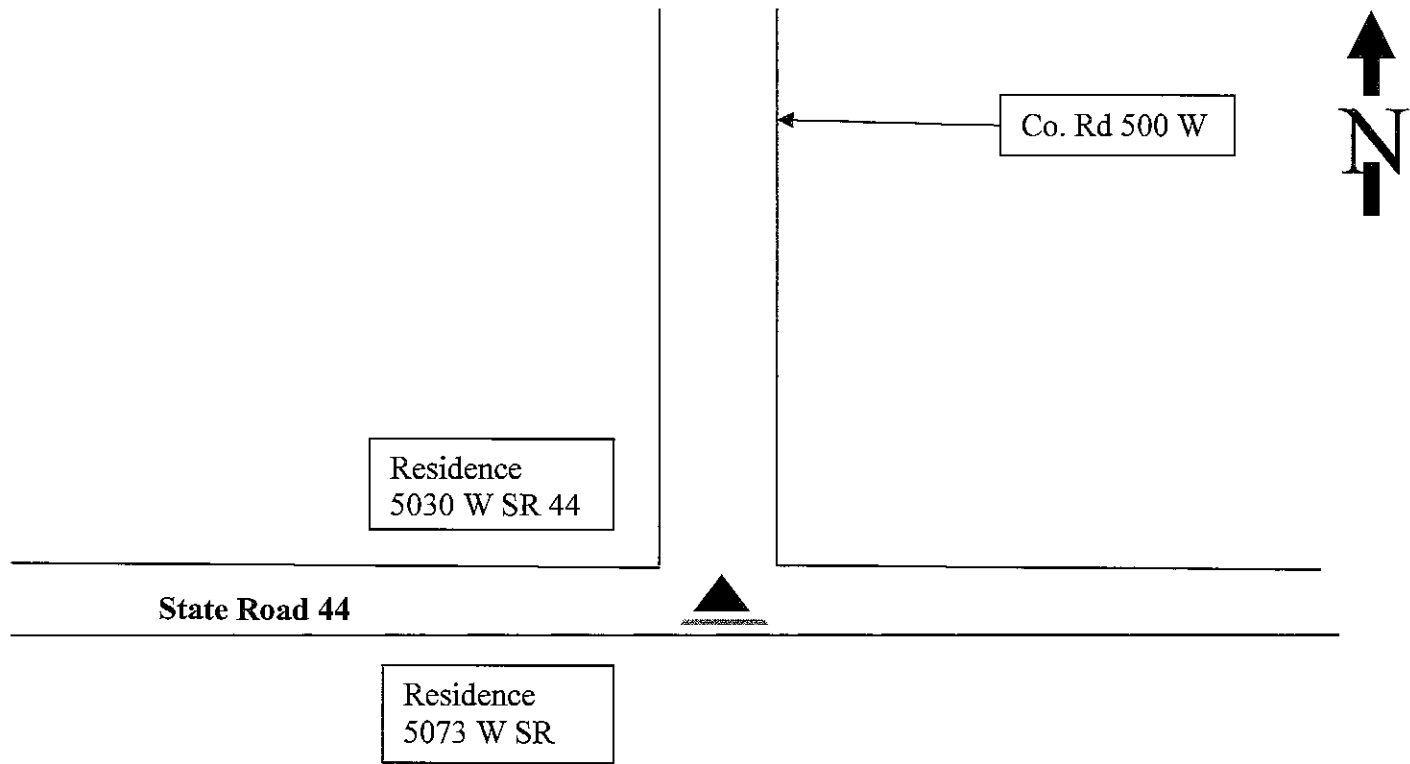 Co. Rd 500 W
N
Residence
5030 W SR 44
State Road 44
Residence
5073 W SR